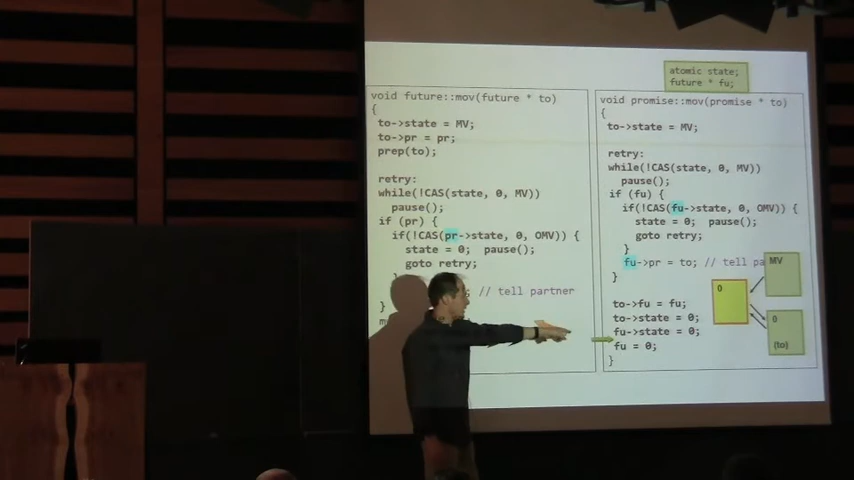 atomic state;
future * fu;
void future::mov(future * to)
{
to->state = MV;
to->pr = pr;
prep(to);
retry:
while(!CAS(state, 0, MV))
pause();
if (pr) {
if(!CAS(pr->state, 0, OMV)) {
state = 0; pause();
goto retry;
; // tell partner
}
void promise::mov(promise * to)
{
to->state = MV;
retry:
while(!CAS(state, 0, MV))
pause();
if (fu) {
if(!CAS(fu->state, 0, OMV)) {
state = 0; pause();
goto retry;
}
fu->pr = to; // tell
}
to->fu = fu;
to->state = 0;
fu->state = 0;
fu = 0;
}
MV
0
0
(to)